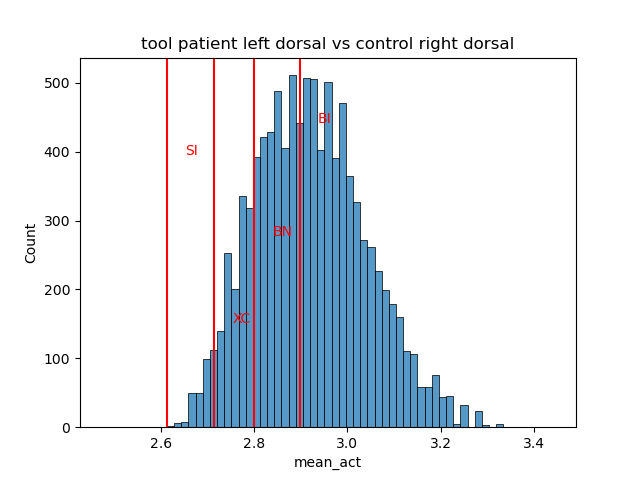 tool patient left dorsal vs control right dorsal
500
400
300
200
100
0
Count
SI
XC
BN
BI
2.6
2.8
3.0
3.2
3.4
mean_act